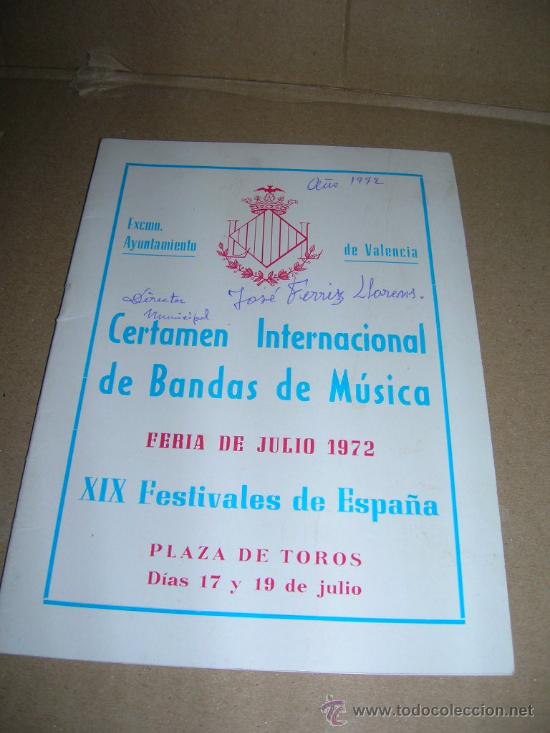 Año 1972
Excmo.
Ayuntamiento
de Valencia
Director
Municipal
José Ferriz Llorens.
Certamen Internacional
de Bandas de Música
FERIA DE JULIO 1972
XIX Festivales de España
PLAZA DE TOROS
Días 17 y 19 de julio
todocoleccion
www.todocoleccion.net